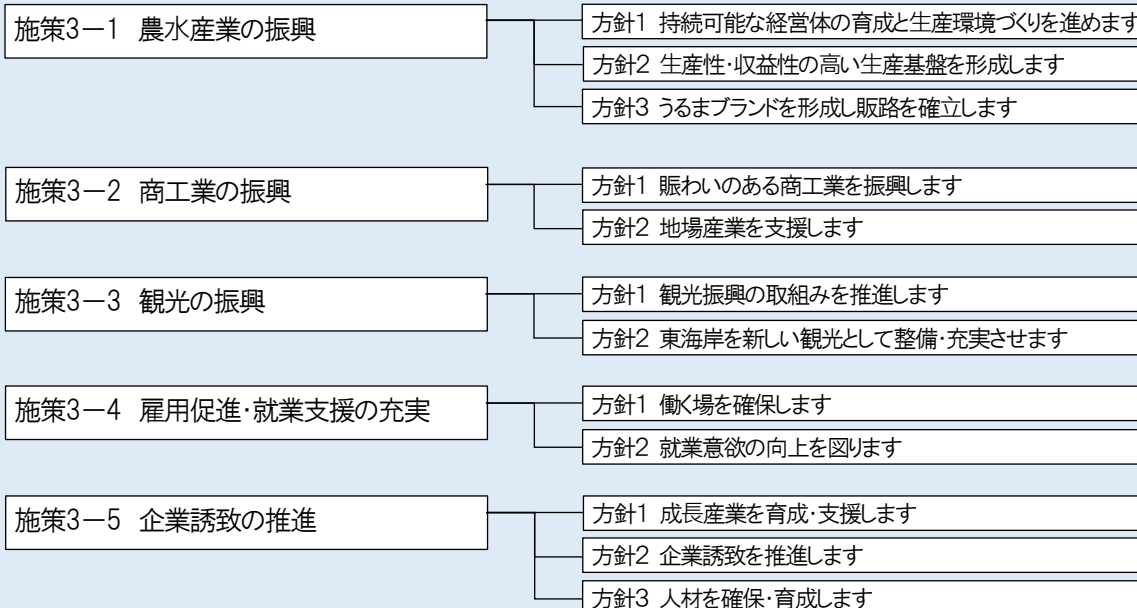 施策3－1 農水産業の振興
方針1 持続可能な経営体の育成と生産環境づくりを進めます
方針2 生産性･収益性の高い生産基盤を形成します
方針3 うるまブランドを形成し販路を確立します
施策3－2 商工業の振興
方針1 賑わいのある商工業を振興します
方針2 地場産業を支援します
施策3－3 観光の振興
方針1 観光振興の取組みを推進します
方針2 東海岸を新しい観光として整備･充実させます
施策3－4 雇用促進･就業支援の充実
方針1 働く場を確保します
方針2 就業意欲の向上を図ります
施策3－5 企業誘致の推進
方針1 成長産業を育成･支援します
方針2 企業誘致を推進します
方針3 人材を確保･育成します